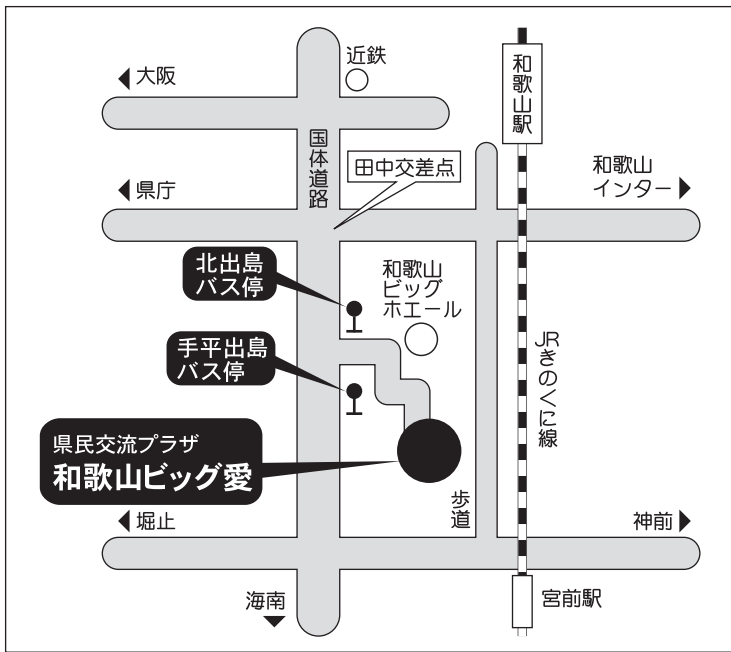 近鉄
大阪
和歌山駅
国体道路
田中交差点
和歌山
インター
県庁
北出島
バス停
和歌山
ビッグ
ホエール
手平出島
バス停
JRきのくに線
県民交流プラザ
和歌山ビッグ愛
歩道
堀止
神前
海南
宮前駅